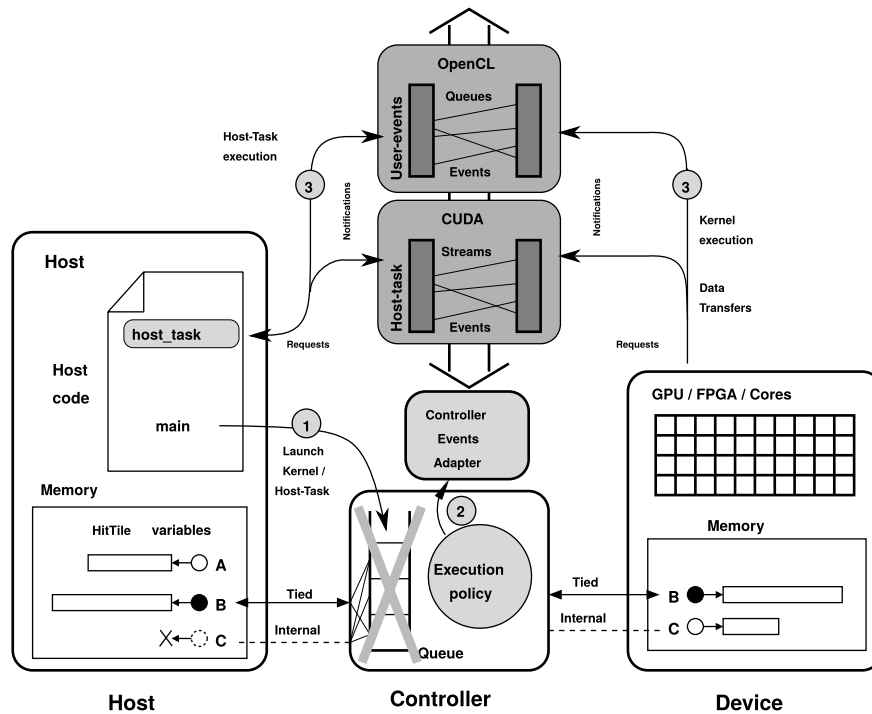 OpenCL
User-events
Queues
Events
Host-Task
execution
3
Notifications
3
Notifications
Kernel
execution
Data
Transfers
CUDA
Host-task
Streams
Events
Requests
Requests
Host
host_task
Host
code
main
1
Launch
Kernel /
Host-Task
Controller
Events
Adapter
2
Execution
policy
Queue
Memory
HitTile variables
A
B
C
Tied
Internal
Tied
Internal
GPU / FPGA / Cores
Memory
B
C
Host
Controller
Device